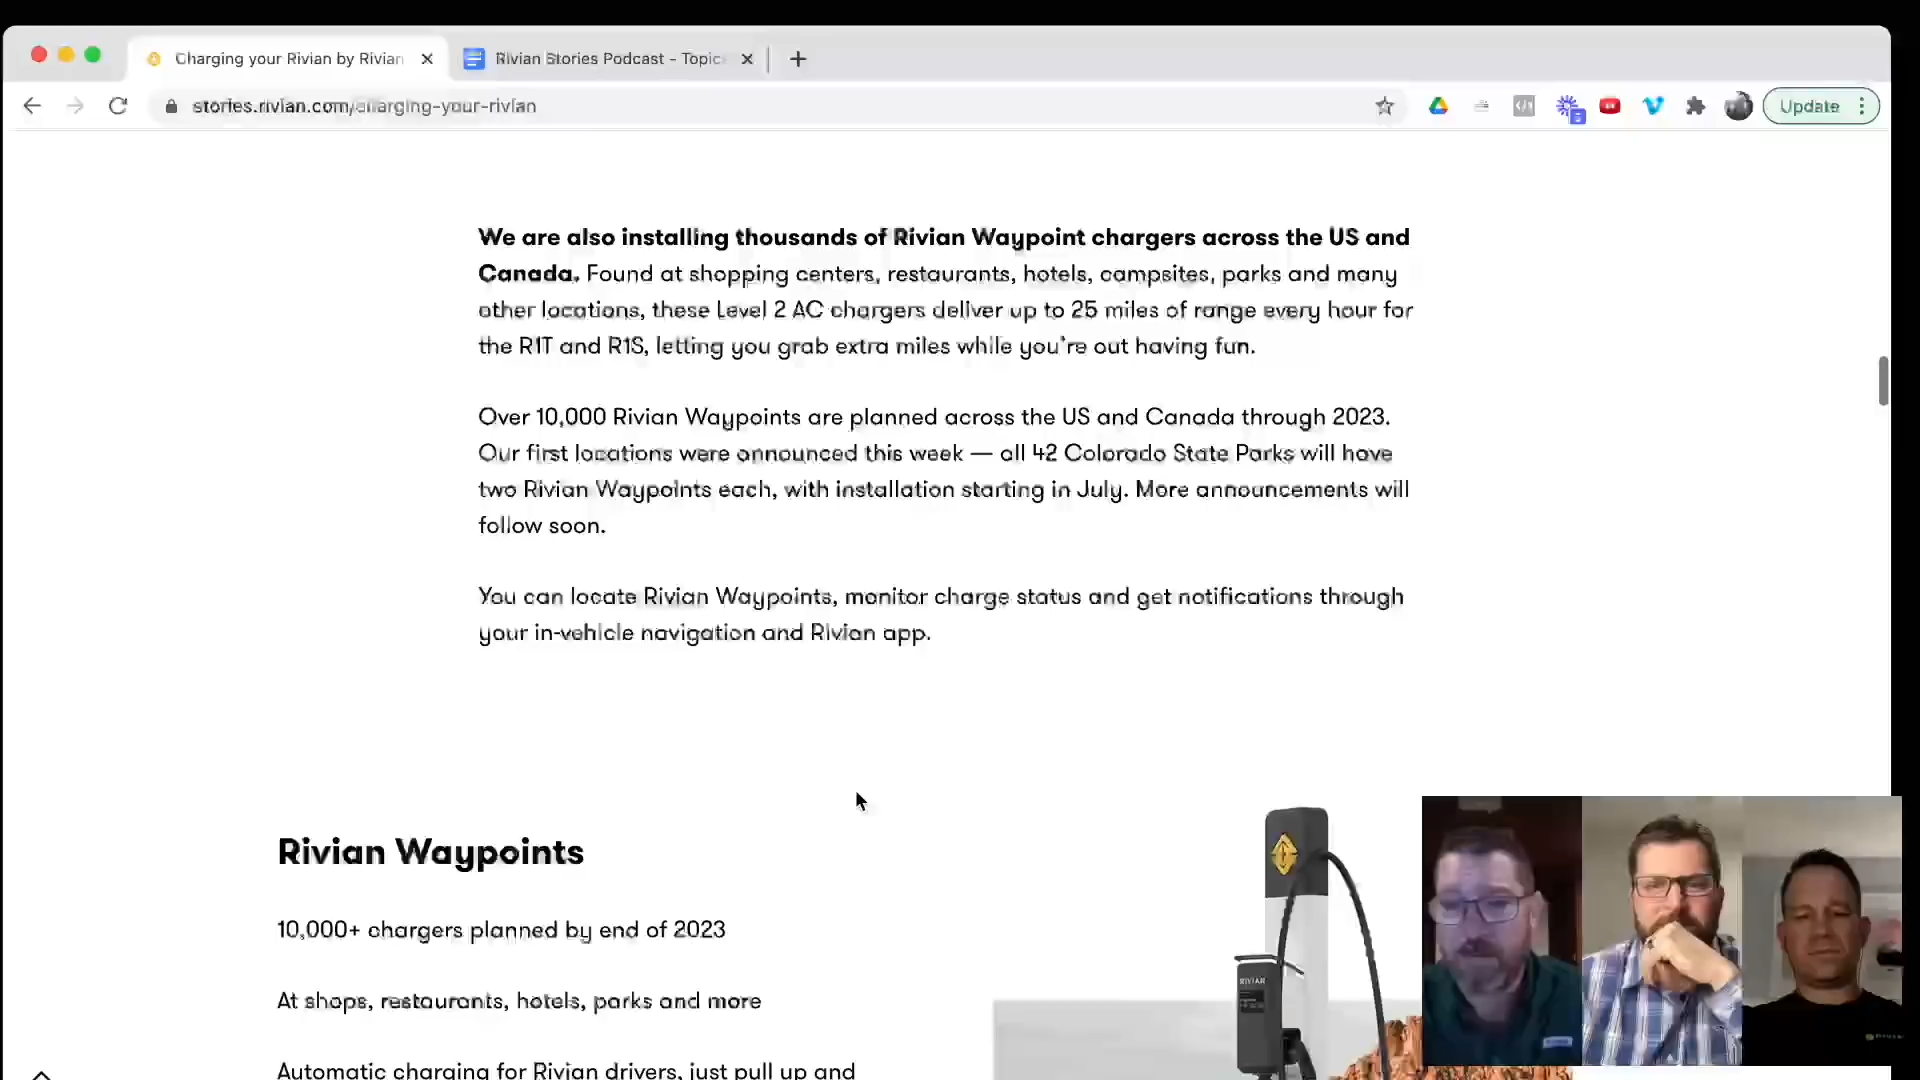 Charging your Rivian by Rivian
Rivian Stories Podcast - Topic
stories.rivian.com/charging-your-rivian
Update
We are also installing thousands of Rivian Waypoint chargers across the US and
Canada. Found at shopping centers, restaurants, hotels, campsites, parks and many
other locations, these Level 2 AC chargers deliver up to 25 miles of range every hour for
the R1T and R1S, letting you grab extra miles while you're out having fun.
Over 10,000 Rivian Waypoints are planned across the US and Canada through 2023.
Our first locations were announced this week — all 42 Colorado State Parks will have
two Rivian Waypoints each, with installation starting in July. More announcements will
follow soon.
You can locate Rivian Waypoints, monitor charge status and get notifications through
your in-vehicle navigation and Rivian app.
Rivian Waypoints
10,000+ chargers planned by end of 2023
At shops, restaurants, hotels, parks and more
Automatic charging for Rivian drivers, just pull up and
RIVIAN